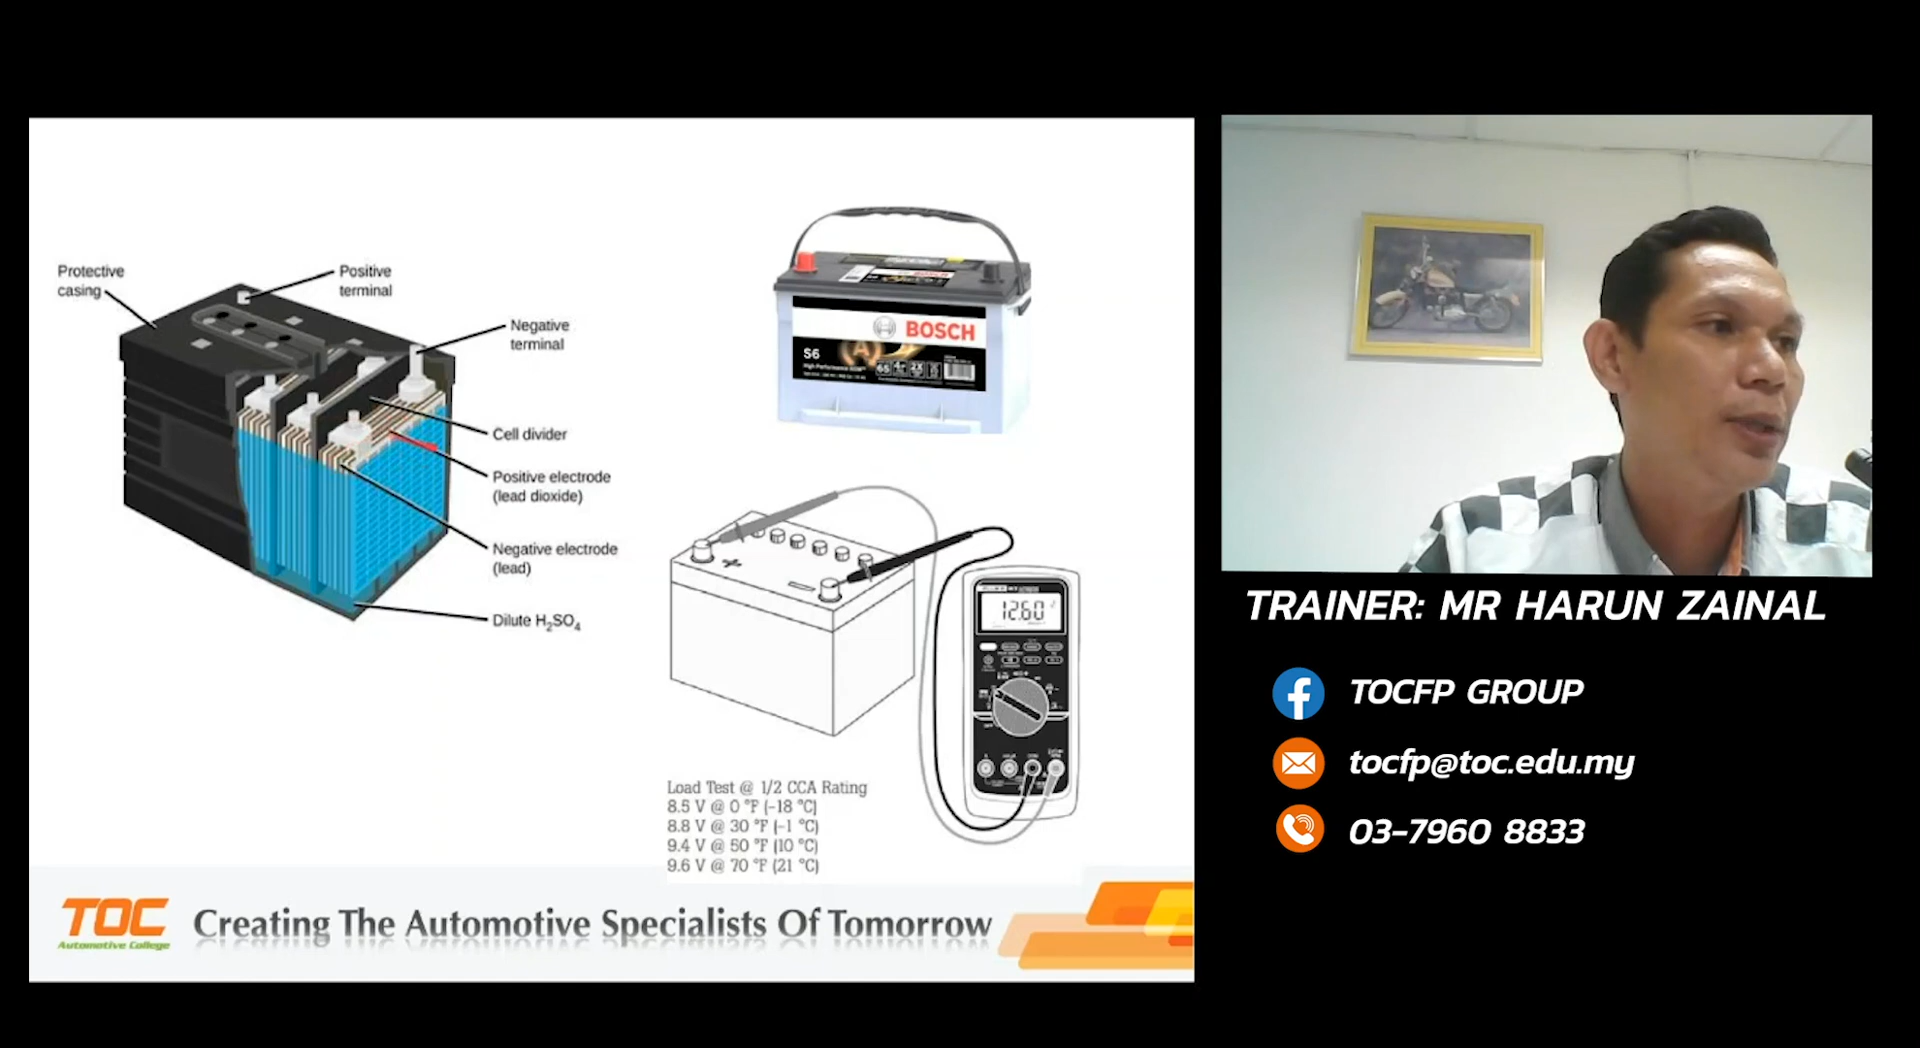 Protective
casing
Positive
terminal
Negative
terminal
Cell divider
Positive electrode
(lead dioxide)
Negative electrode
(lead)
Dilute H₂SO₄
BOSCH
S6
65
12.60
+
−
Load Test @ 1/2 CCA Rating
8.5 V @ 0 °F (-18 °C)
8.8 V @ 30 °F (-1 °C)
9.4 V @ 50 °F (10 °C)
9.6 V @ 70 °F (21 °C)
TOC
Automotive College
Creating The Automotive Specialists Of Tomorrow
TRAINER: MR HARUN ZAINAL
TOCFP GROUP
tocfp@toc.edu.my
03-7960 8833